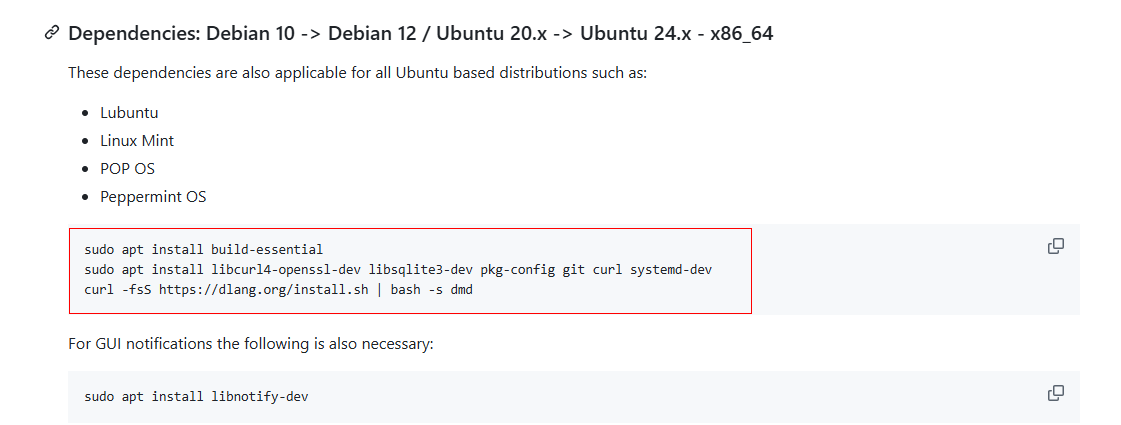 Dependencies: Debian 10 -> Debian 12 / Ubuntu 20.x -> Ubuntu 24.x - x86_64
These dependencies are also applicable for all Ubuntu based distributions such as:
Lubuntu
Linux Mint
POP OS
Peppermint OS
sudo apt install build-essential
sudo apt install libcurl4-openssl-dev libsqlite3-dev pkg-config git curl systemd-dev
curl -fsS https://dlang.org/install.sh | bash -s dmd
For GUI notifications the following is also necessary:
sudo apt install libnotify-dev